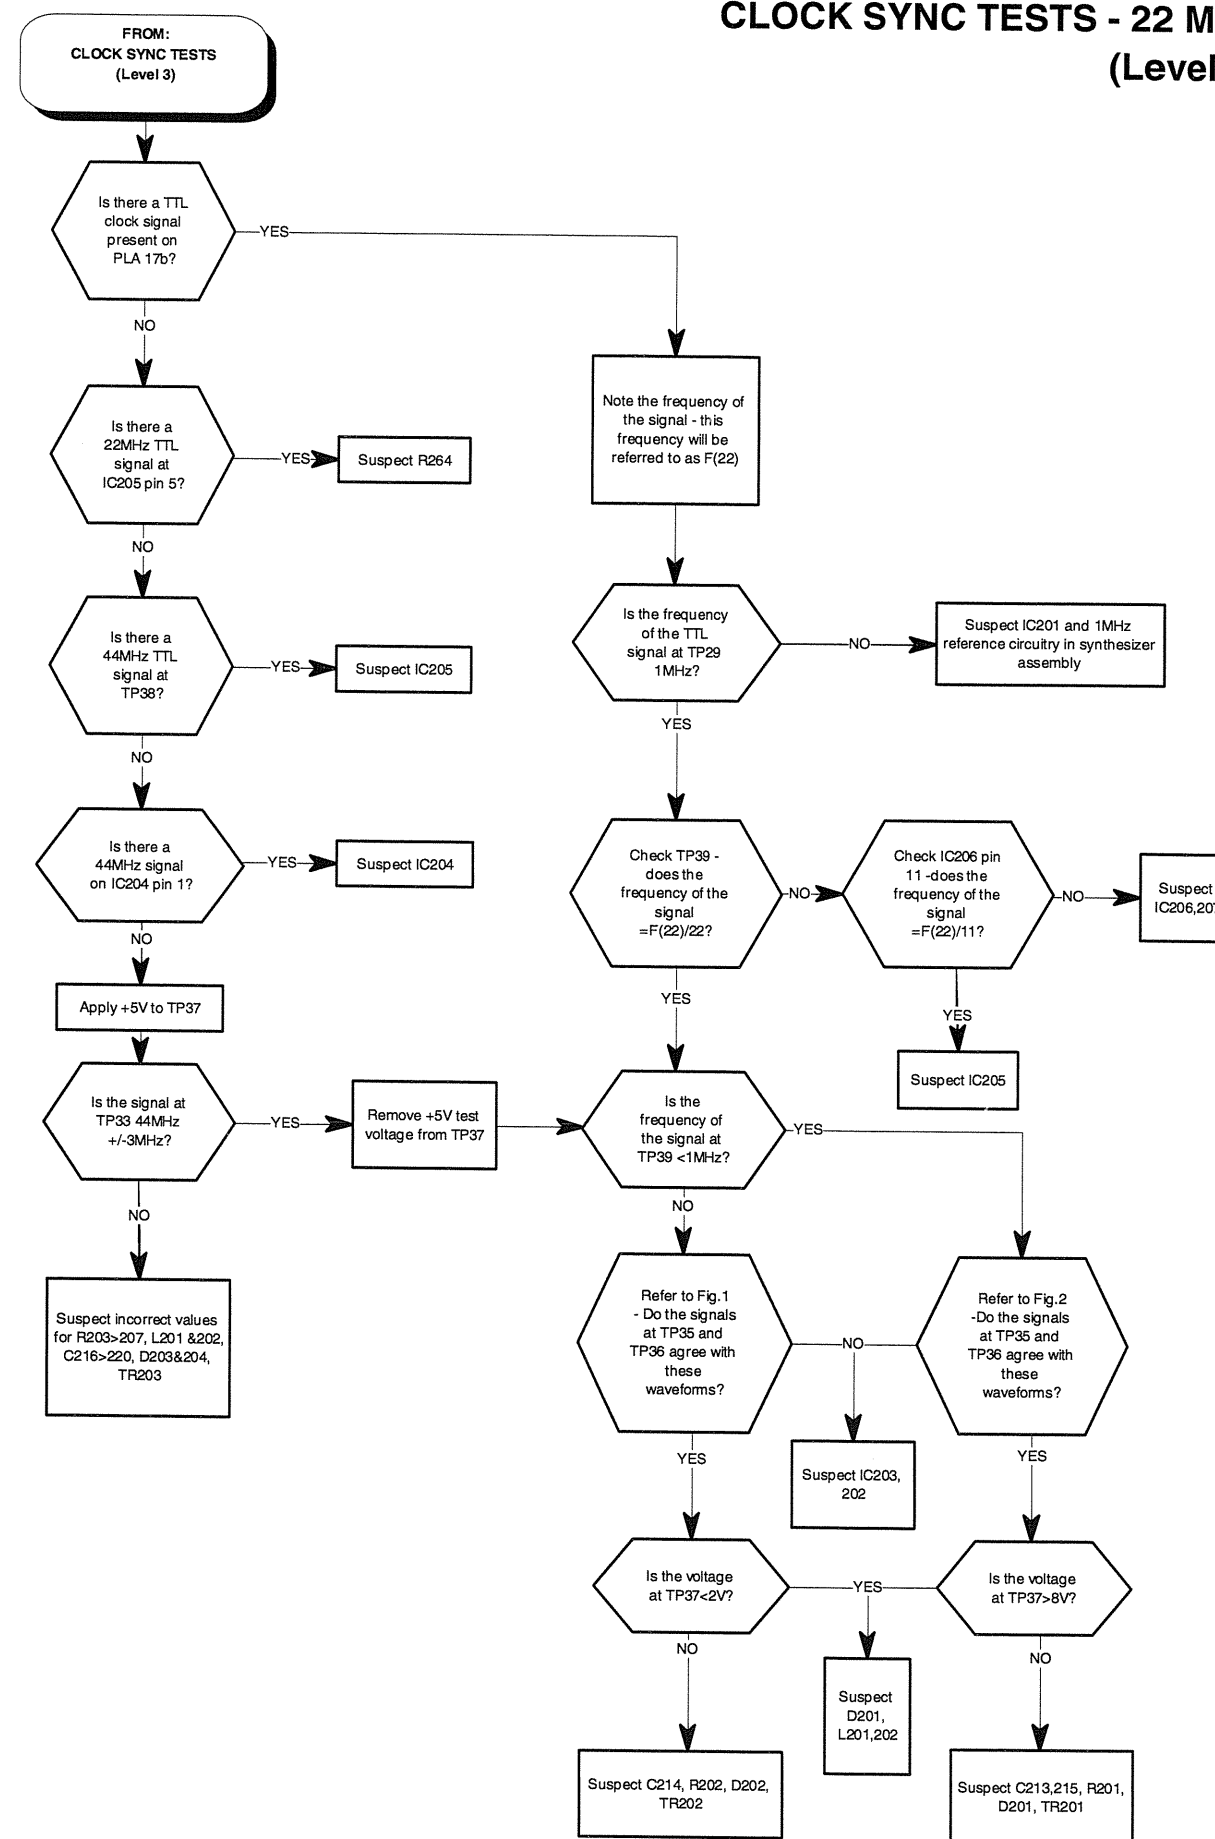 CLOCK SYNC TESTS - 22 M
(Level
FROM:
CLOCK SYNC TESTS
(Level 3)
Is there a TTL
clock signal
present on
PLA 17b?
YES
NO
Is there a
22MHz TTL
signal at
IC205 pin 5?
YES
Suspect R264
NO
Is there a
44MHz TTL
signal at
TP38?
YES
Suspect IC205
NO
Is there a
44MHz signal
on IC204 pin 1?
YES
Suspect IC204
NO
Apply +5V to TP37
Is the signal at
TP33 44MHz
+/-3MHz?
YES
Remove +5V test
voltage from TP37
NO
Suspect incorrect values
for R203>207, L201 &202,
C216>220, D203&204,
TR203
Note the frequency of
the signal - this
frequency will be
referred to as F(22)
Is the frequency
of the TTL
signal at TP29
1MHz?
NO
Suspect IC201 and 1MHz
reference circuitry in synthesizer
assembly
YES
Check TP39 -
does the
frequency of the
signal
=F(22)/22?
NO
Check IC206 pin
11 -does the
frequency of the
signal
=F(22)/11?
NO
Suspect
IC206,207
YES
Suspect IC205
YES
Is the
frequency of
the signal at
TP39 <1MHz?
YES
NO
Refer to Fig.1
- Do the signals
at TP35 and
TP36 agree with
these
waveforms?
NO
Refer to Fig.2
-Do the signals
at TP35 and
TP36 agree with
these
waveforms?
Suspect IC203,
202
YES
YES
Is the voltage
at TP37<2V?
YES
Is the voltage
at TP37>8V?
NO
Suspect
D201,
L201,202
NO
Suspect C214, R202, D202,
TR202
Suspect C213,215, R201,
D201, TR201